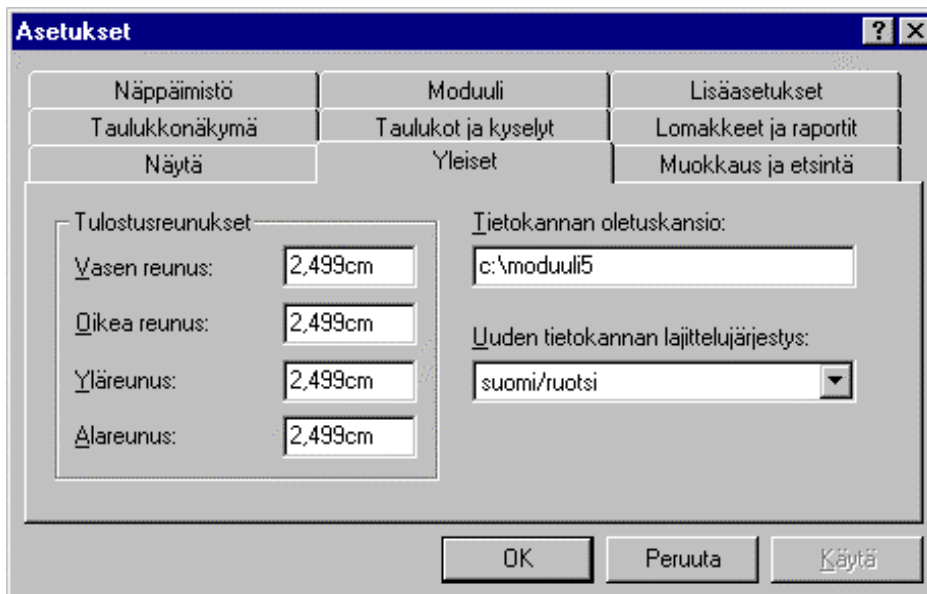 Asetukset
Näppäimistö Moduuli Lisäasetukset
Taulukkonäkymä Taulukot ja kyselyt Lomakkeet ja raportit
Näytä Yleiset Muokkaus ja etsintä
Tulostusreunukset
Vasen reunus: 2,499cm
Oikea reunus: 2,499cm
Yläreunus: 2,499cm
Alareunus: 2,499cm
Tietokannan oletuskansio:
c:\moduuli5
Uuden tietokannan lajittelujärjestys:
suomi/ruotsi
OK Peruuta Käytä